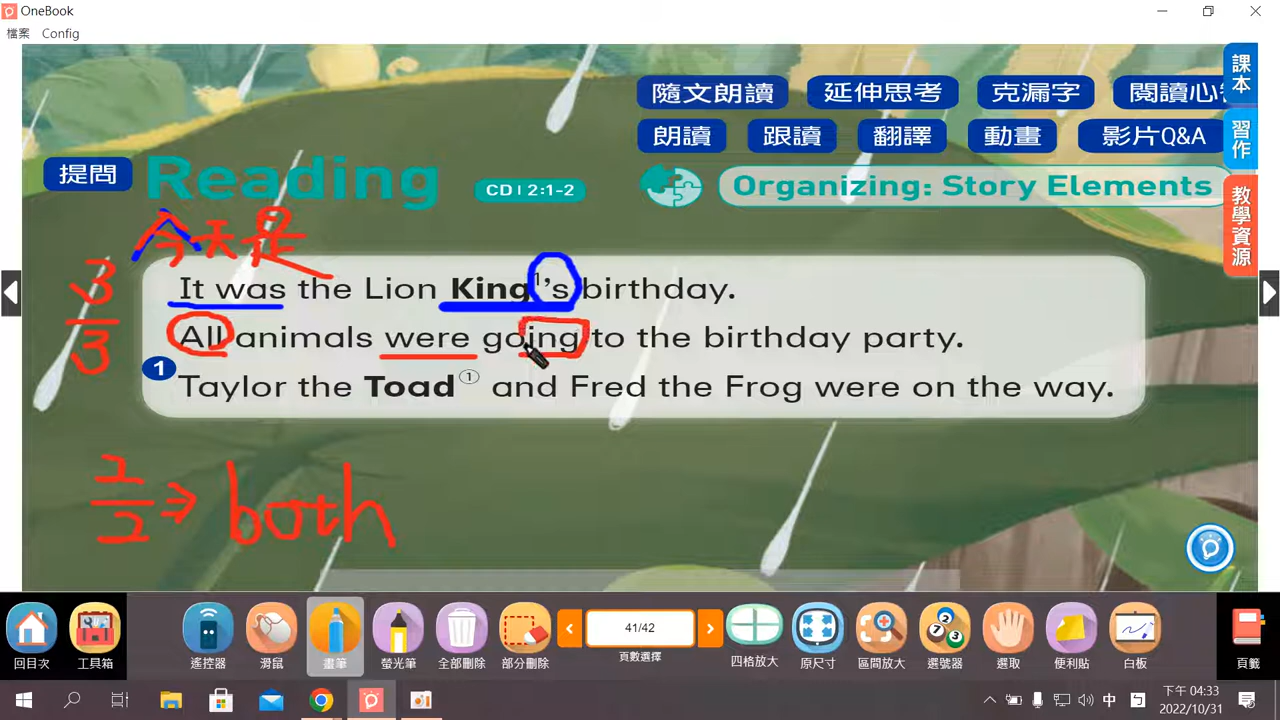 OneBook
檔案 Config
隨文朗讀 延伸思考 克漏字 閱讀心
朗讀 跟讀 翻譯 動畫 影片Q&A
課本
習作
教學資源
提問 Reading CD | 2:1-2 Organizing: Story Elements
今天是
3
3
It was the Lion King¹'s birthday.
All animals were going to the birthday party.
1
Taylor the Toad① and Fred the Frog were on the way.
2 ⇒ both
2
回目次 工具箱 遙控器 滑鼠 畫筆 螢光筆 全部刪除 部分刪除 41/42 頁數選擇 四格放大 原尺寸 區間放大 選號器 選取 便利貼 白板 頁籤
中 下午 04:33
2022/10/31